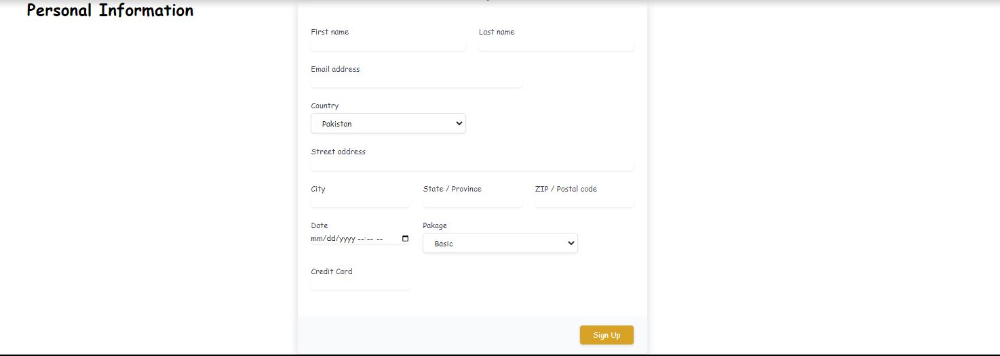 Personal Information
First name Last name
Email address
Country
Pakistan
Street address
City State / Province ZIP / Postal code
Date Pakage
mm/dd/yyyy --:-- --
Basic
Credit Card
Sign Up